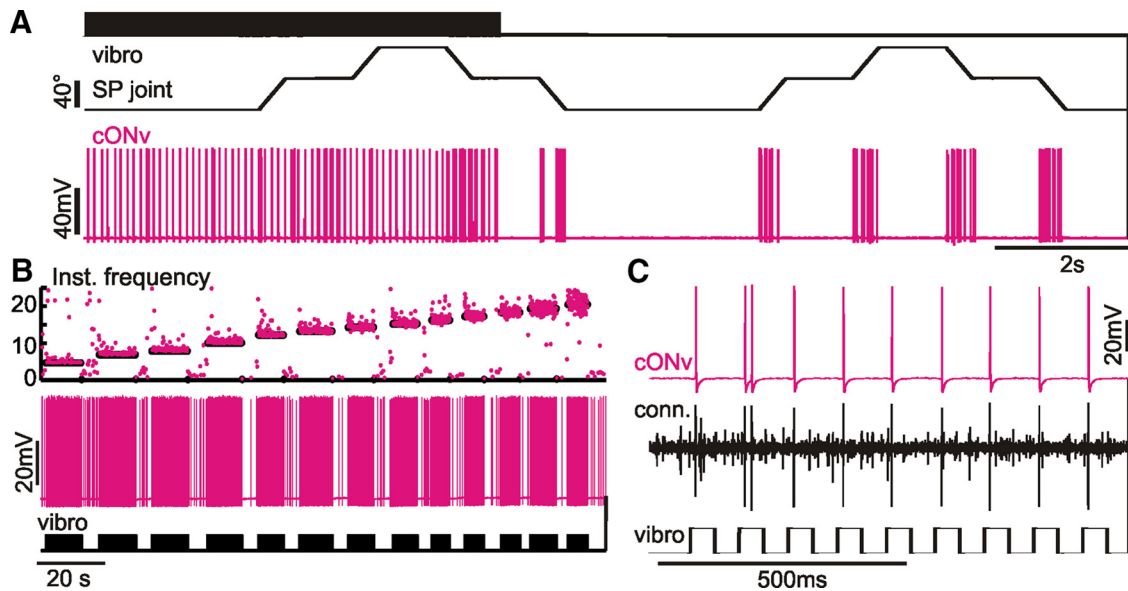 A
vibro
SP joint
40°
cONv
40mV
2s
B
Inst. frequency
20
10
0
20mV
vibro
20 s
C
cONv
20mV
conn.
vibro
500ms